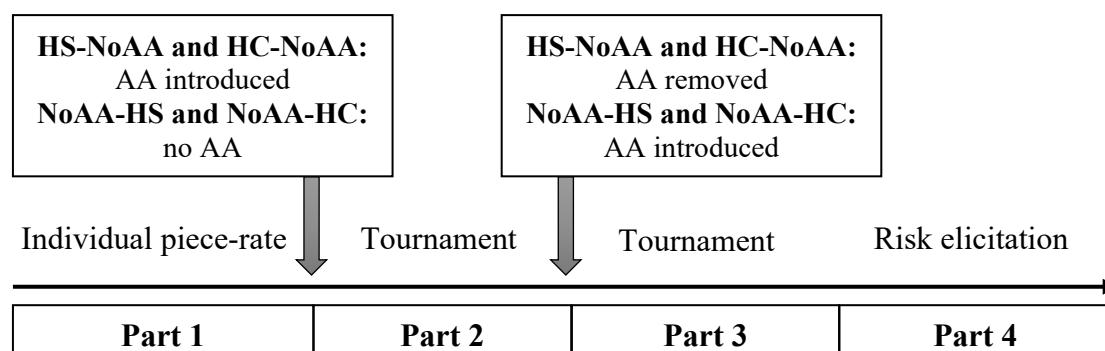 HS-NoAA and HC-NoAA:
AA introduced
NoAA-HS and NoAA-HC:
no AA
HS-NoAA and HC-NoAA:
AA removed
NoAA-HS and NoAA-HC:
AA introduced
Individual piece-rate
Tournament
Tournament
Risk elicitation
Part 1
Part 2
Part 3
Part 4